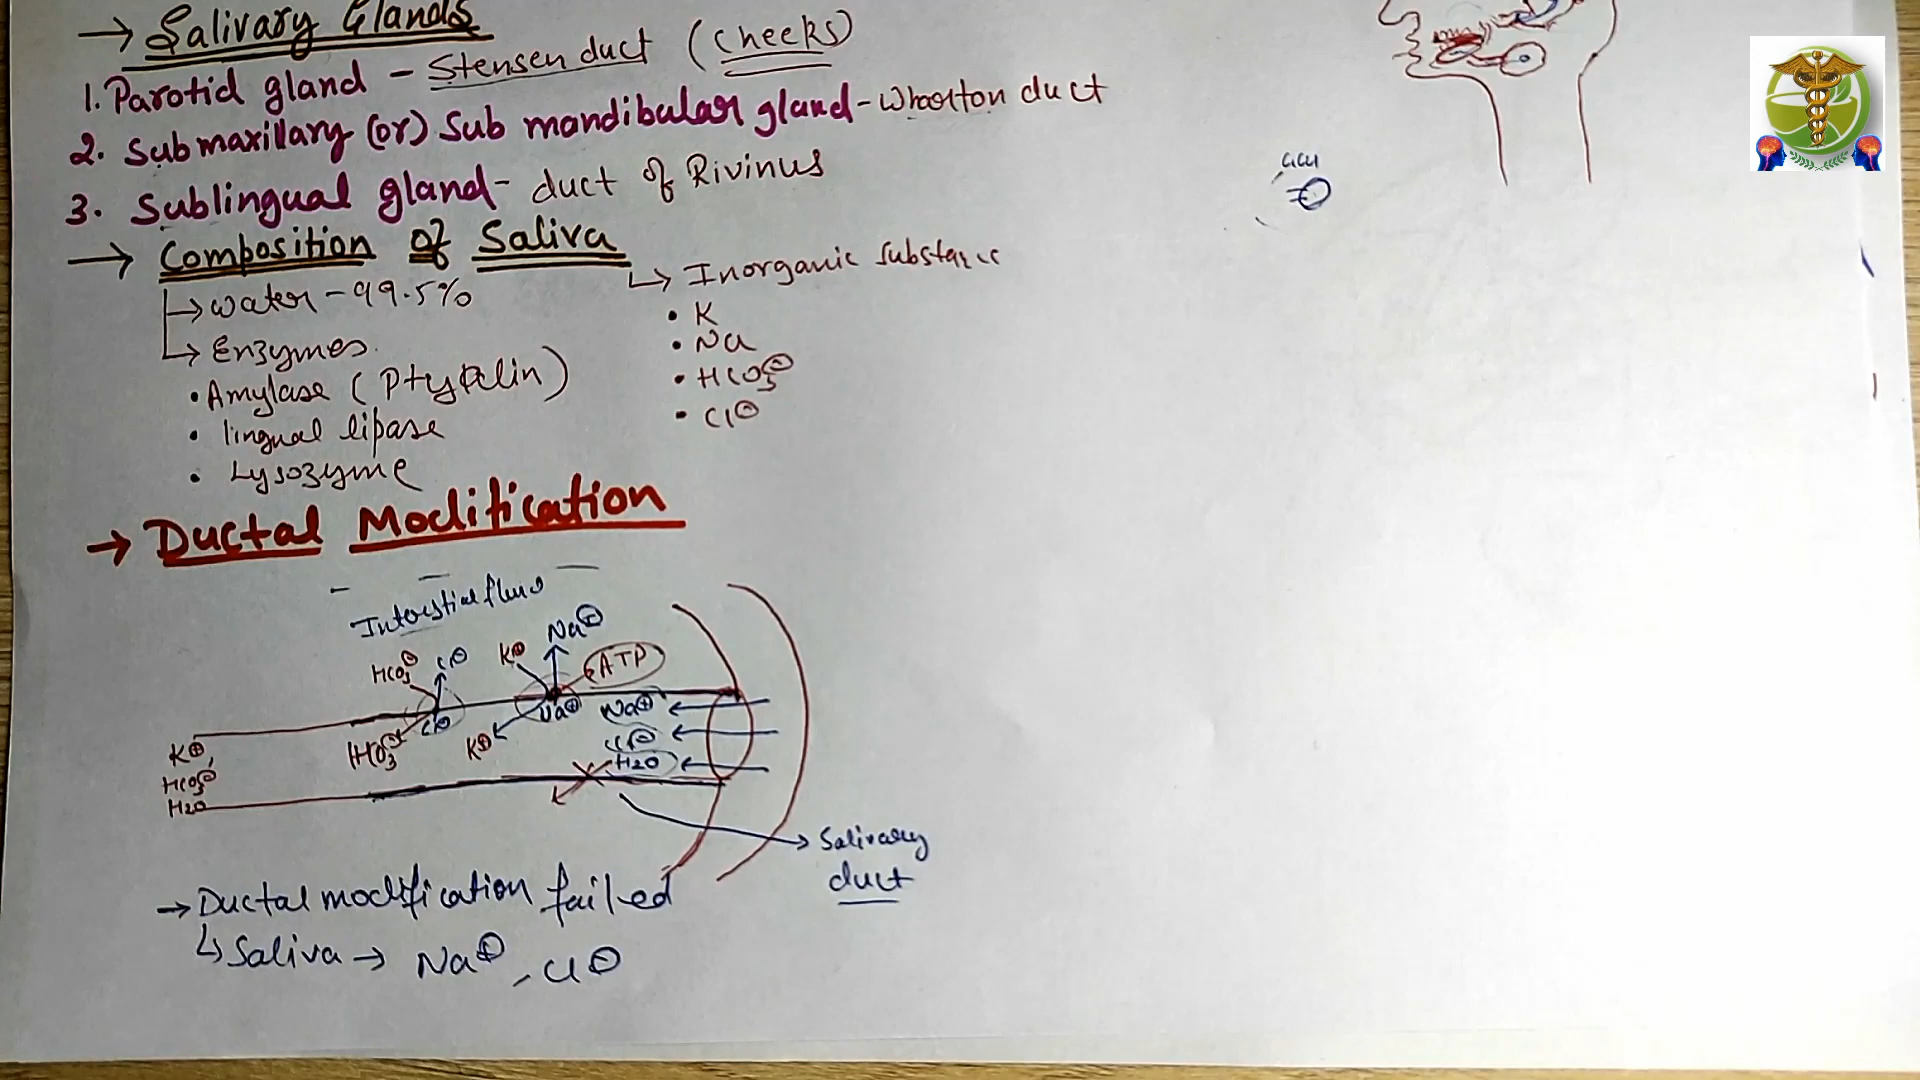 → Salivary Glands
1. Parotid gland - Stensen duct (cheeks)
2. Submaxillary (or) Sub mandibular gland - Wharton duct
3. Sublingual gland - duct of Rivinus
→ Composition of Saliva
→ water - 99.5%
→ Enzymes
• Amylase (Ptyalin)
• lingual lipase
• Lysozyme
→ Inorganic substance
• K
• Na
• HCO3⊖
• Cl⊖
→ Ductal Modification
HCO3⊖ Cl⊖ K⊕ Na⊕ ATP
Cl⊖ Na⊕ Na⊕
HCO3⊖ K⊕ Cl⊖
H2O
K⊕,
HCO3⊖
H2O
Salivary
duct
→ Ductal modification failed
↳ Saliva → Na⊕, Cl⊖